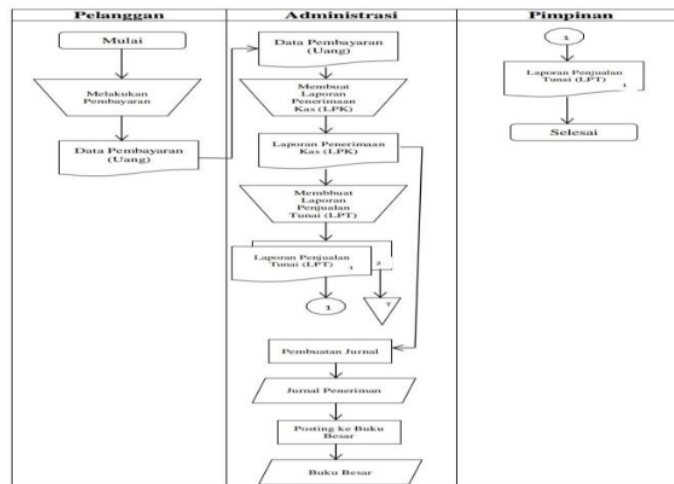 Pelanggan
Administrasi
Pimpinan
Mulai
Melakukan
Pembayaran
Data Pembayaran
(Uang)
Data Pembayaran
(Uang)
Membuat
Laporan
Penerimaan
Kas (LPK)
Laporan Penerimaan
Kas (LPK)
Membbuat
Laporan
Penjualan
Tunai (LPT)
Laporan Penjualan
Tunai (LPT)
1
2
1
T
Pembuatan Jurnal
Jurnal Peneriman
Posting ke Buku
Besar
Buku Besar
1
Laporan Penjualan
Tunai (LPT)
1
Selesai